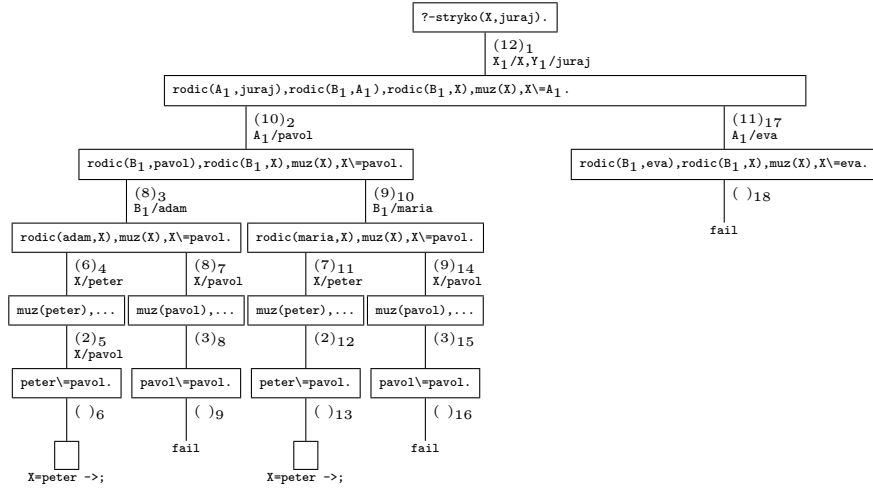 ?-stryko(X,juraj).
(12)1
X1/X,Y1/juraj
rodic(A1,juraj),rodic(B1,A1),rodic(B1,X),muz(X),X\=A1.
(10)2
A1/pavol
(11)17
A1/eva
rodic(B1,pavol),rodic(B1,X),muz(X),X\=pavol.
rodic(B1,eva),rodic(B1,X),muz(X),X\=eva.
(8)3
B1/adam
(9)10
B1/maria
( )18
fail
rodic(adam,X),muz(X),X\=pavol.
rodic(maria,X),muz(X),X\=pavol.
(6)4
X/peter
(8)7
X/pavol
(7)11
X/peter
(9)14
X/pavol
muz(peter),...
muz(pavol),...
muz(peter),...
muz(pavol),...
(2)5
X/pavol
(3)8
(2)12
(3)15
peter\=pavol.
pavol\=pavol.
peter\=pavol.
pavol\=pavol.
( )6
( )9
( )13
( )16
fail
fail
X=peter ->;
X=peter ->;